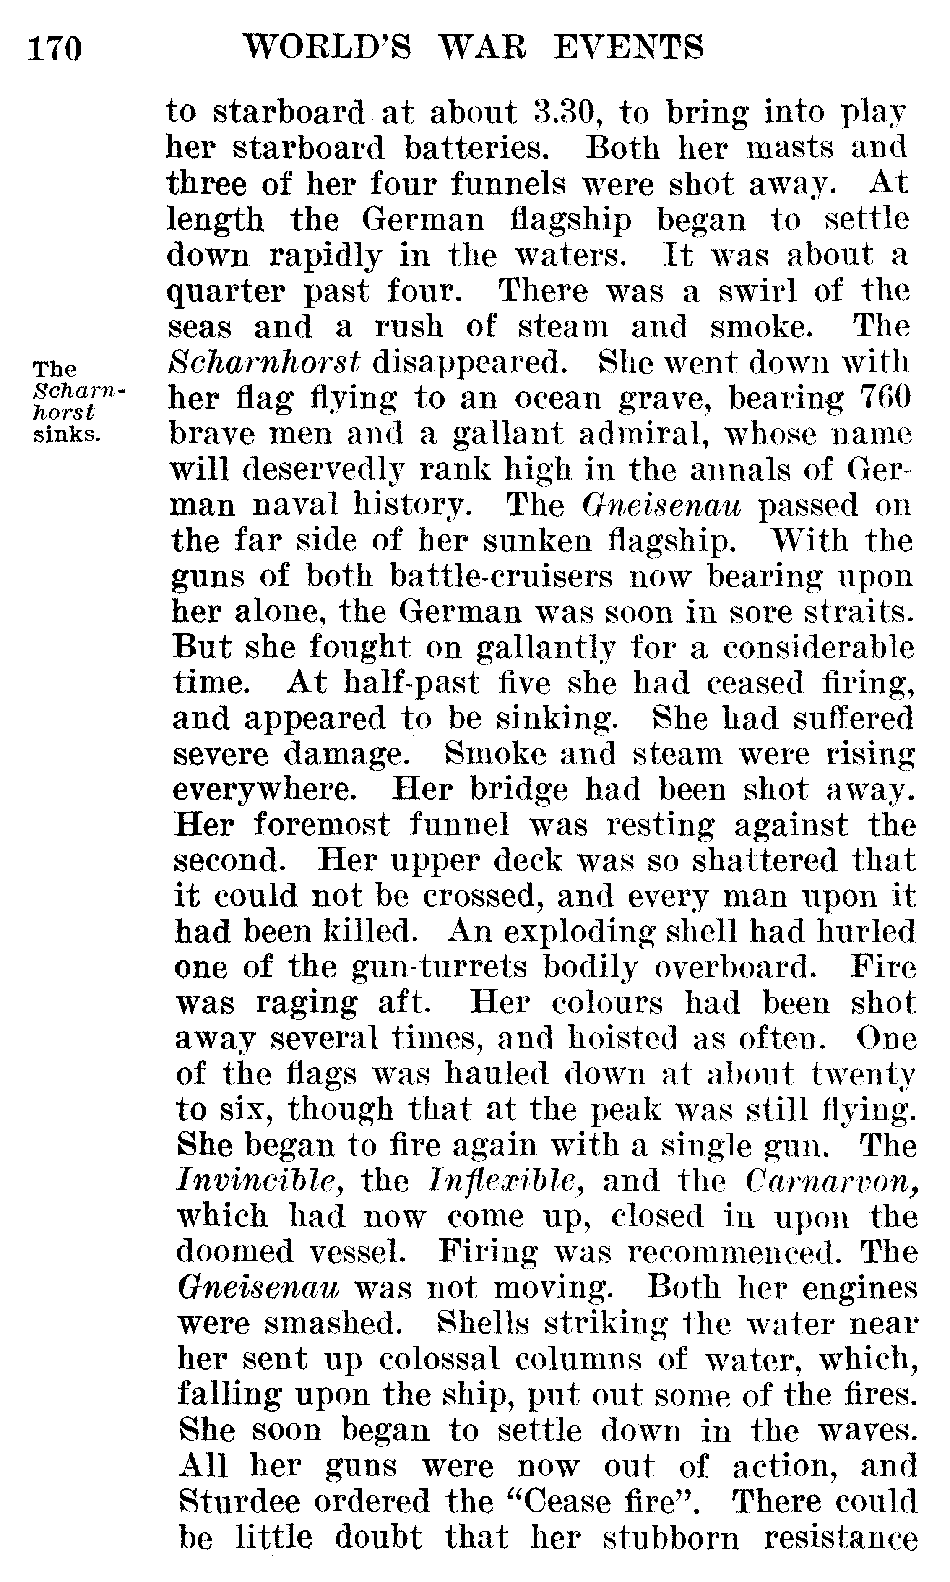 170 WORLD'S WAR EVENTS
to starboard at about 3.30, to bring into play
her starboard batteries. Both her masts and
three of her four funnels were shot away. At
length the German flagship began to settle
down rapidly in the waters. It was about a
quarter past four. There was a swirl of the
seas and a rush of steam and smoke. The
The
Scharn-
horst
sinks.
Scharnhorst disappeared. She went down with
her flag flying to an ocean grave, bearing 760
brave men and a gallant admiral, whose name
will deservedly rank high in the annals of Ger-
man naval history. The Gneisenau passed on
the far side of her sunken flagship. With the
guns of both battle-cruisers now bearing upon
her alone, the German was soon in sore straits.
But she fought on gallantly for a considerable
time. At half-past five she had ceased firing,
and appeared to be sinking. She had suffered
severe damage. Smoke and steam were rising
everywhere. Her bridge had been shot away.
Her foremost funnel was resting against the
second. Her upper deck was so shattered that
it could not be crossed, and every man upon it
had been killed. An exploding shell had hurled
one of the gun-turrets bodily overboard. Fire
was raging aft. Her colours had been shot
away several times, and hoisted as often. One
of the flags was hauled down at about twenty
to six, though that at the peak was still flying.
She began to fire again with a single gun. The
Invincible, the Inflexible, and the Carnarvon,
which had now come up, closed in upon the
doomed vessel. Firing was recommenced. The
Gneisenau was not moving. Both her engines
were smashed. Shells striking the water near
her sent up colossal columns of water, which,
falling upon the ship, put out some of the fires.
She soon began to settle down in the waves.
All her guns were now out of action, and
Sturdee ordered the "Cease fire". There could
be little doubt that her stubborn resistance